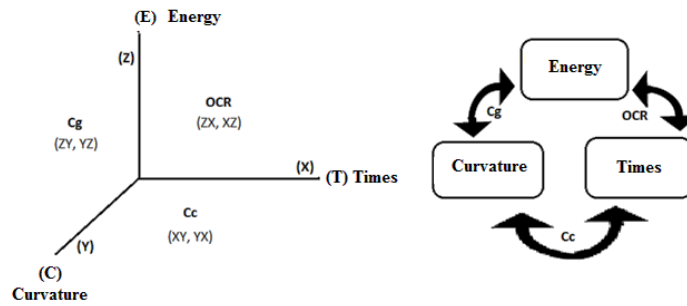 (E) Energy
(Z)
Cg
(ZY, YZ)
OCR
(ZX, XZ)
(X)
(T) Times
Cc
(XY, YX)
(Y)
(C)
Curvature
Energy
Cg
OCR
Curvature
Times
Cc